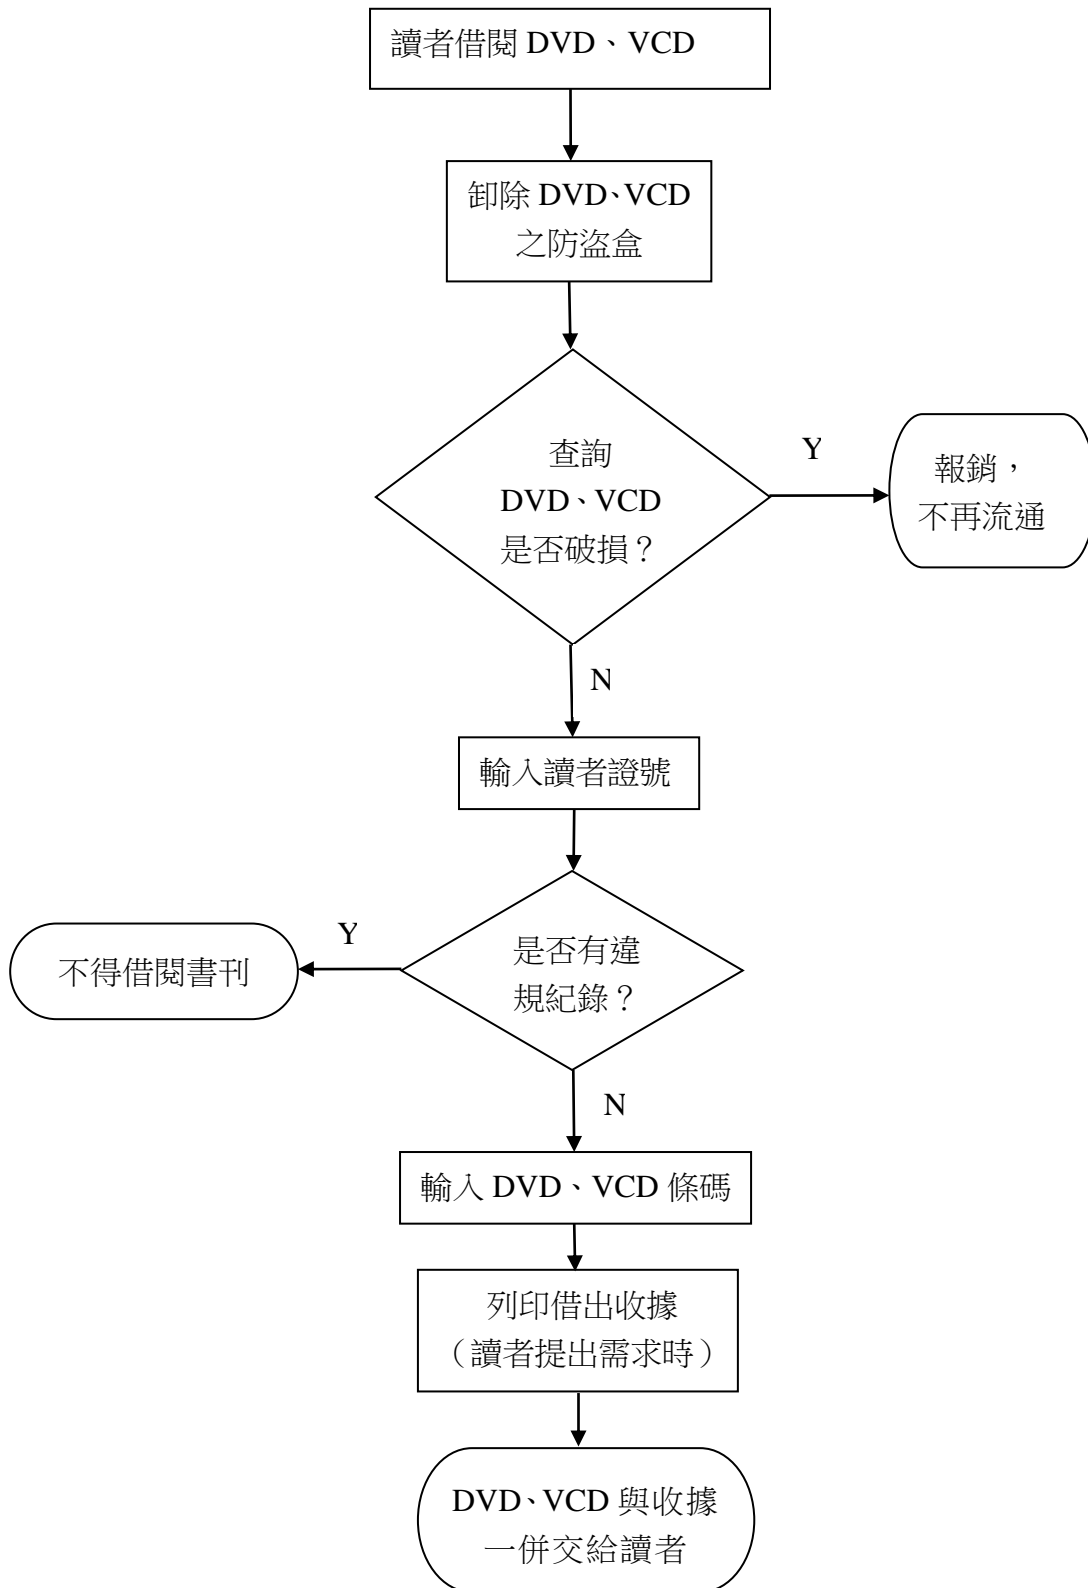 讀者借閱 DVD、VCD
卸除 DVD、VCD
之防盜盒
查詢
DVD、VCD
是否破損？
Y
報銷，
不再流通
N
輸入讀者證號
是否有違
規紀錄？
Y
不得借閱書刊
N
輸入 DVD、VCD 條碼
列印借出收據
（讀者提出需求時）
DVD、VCD 與收據
一併交給讀者